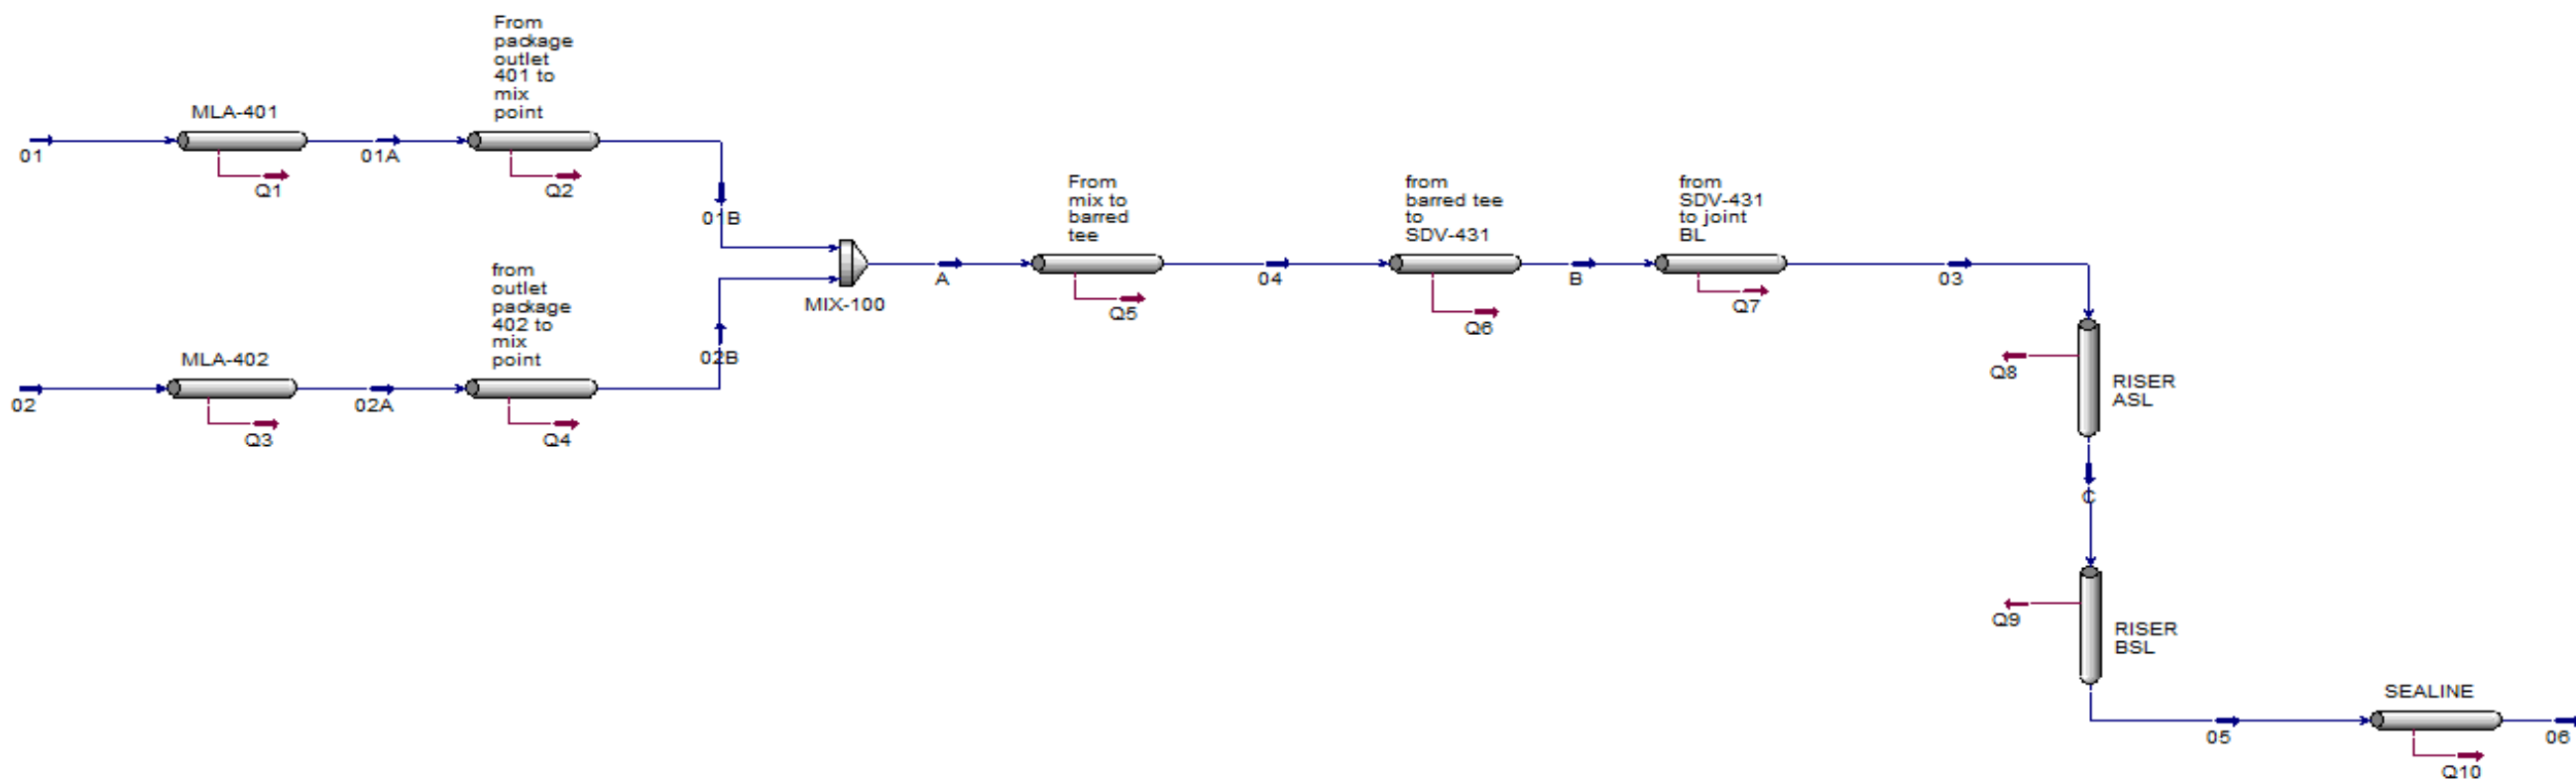 From
package
outlet
401 to
mix
point
MLA-401
01
01A
Q1
Q2
01B
from
outlet
package
402 to
mix
point
MLA-402
02
02A
Q3
Q4
02B
MIX-100
A
From
mix to
barred
tee
Q5
04
from
barred tee
to
SDV-431
Q6
B
from
SDV-431
to joint
BL
Q7
03
Q8
RISER
ASL
C
Q9
RISER
BSL
05
SEALINE
Q10
06